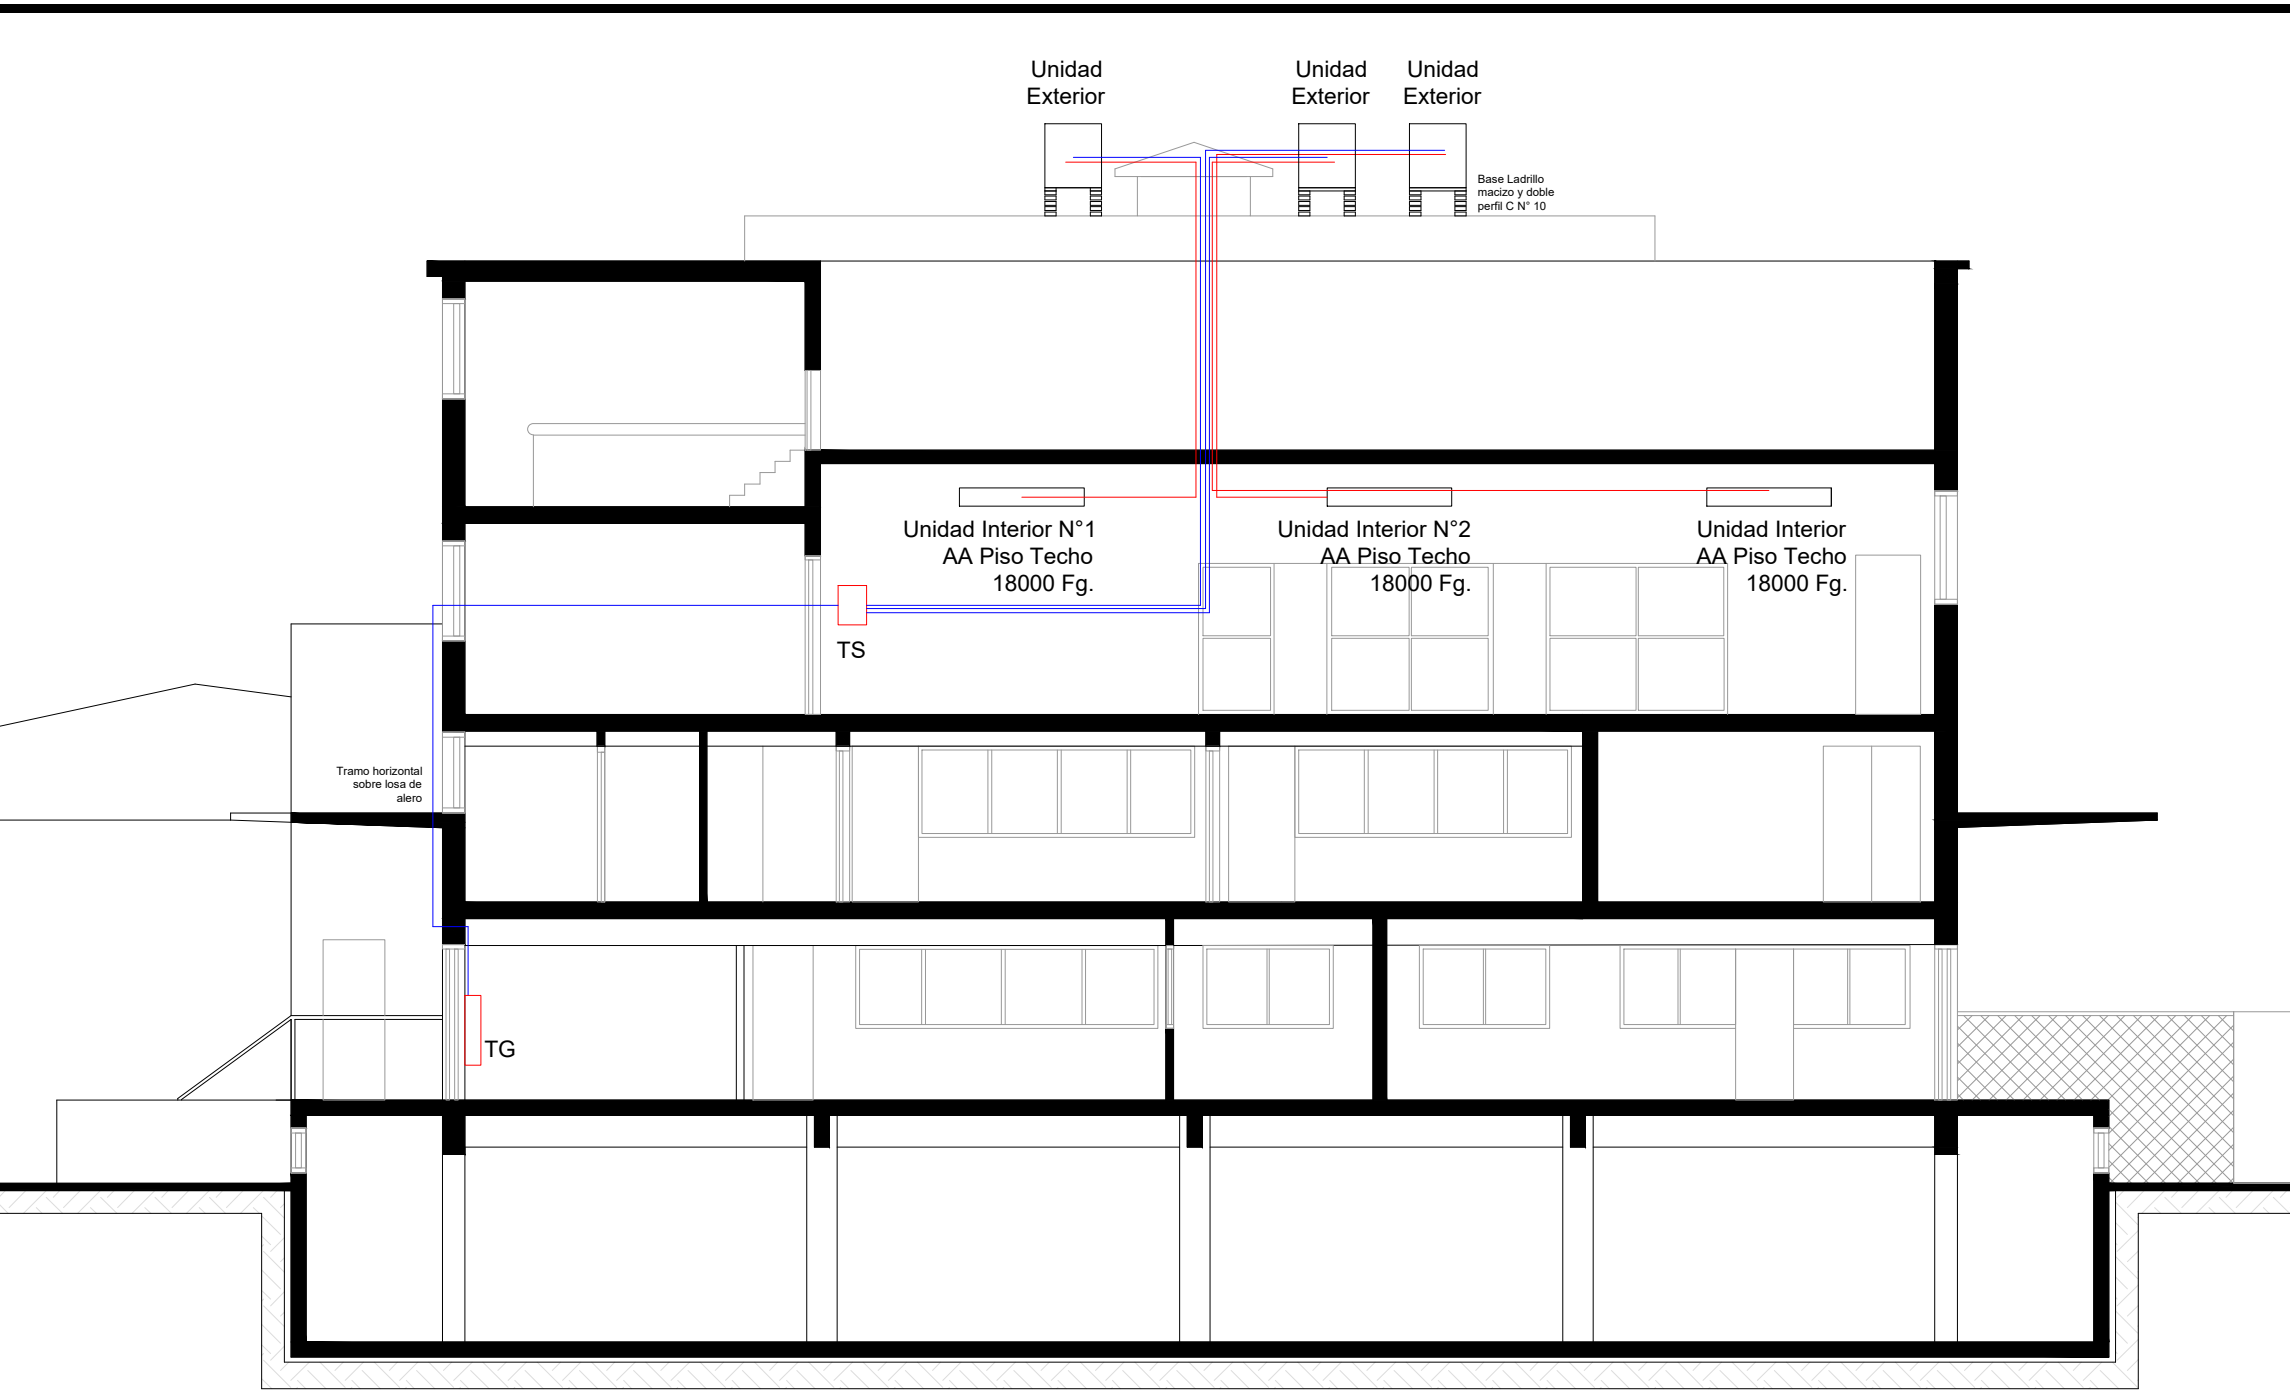 Unidad
Exterior
Unidad
Exterior
Unidad
Exterior
Base Ladrillo
macizo y doble
perfil C N° 10
Unidad Interior N°1
AA Piso Techo
18000 Fg.
Unidad Interior N°2
AA Piso Techo
18000 Fg.
Unidad Interior
AA Piso Techo
18000 Fg.
TS
Tramo horizontal
sobre losa de
alero
TG